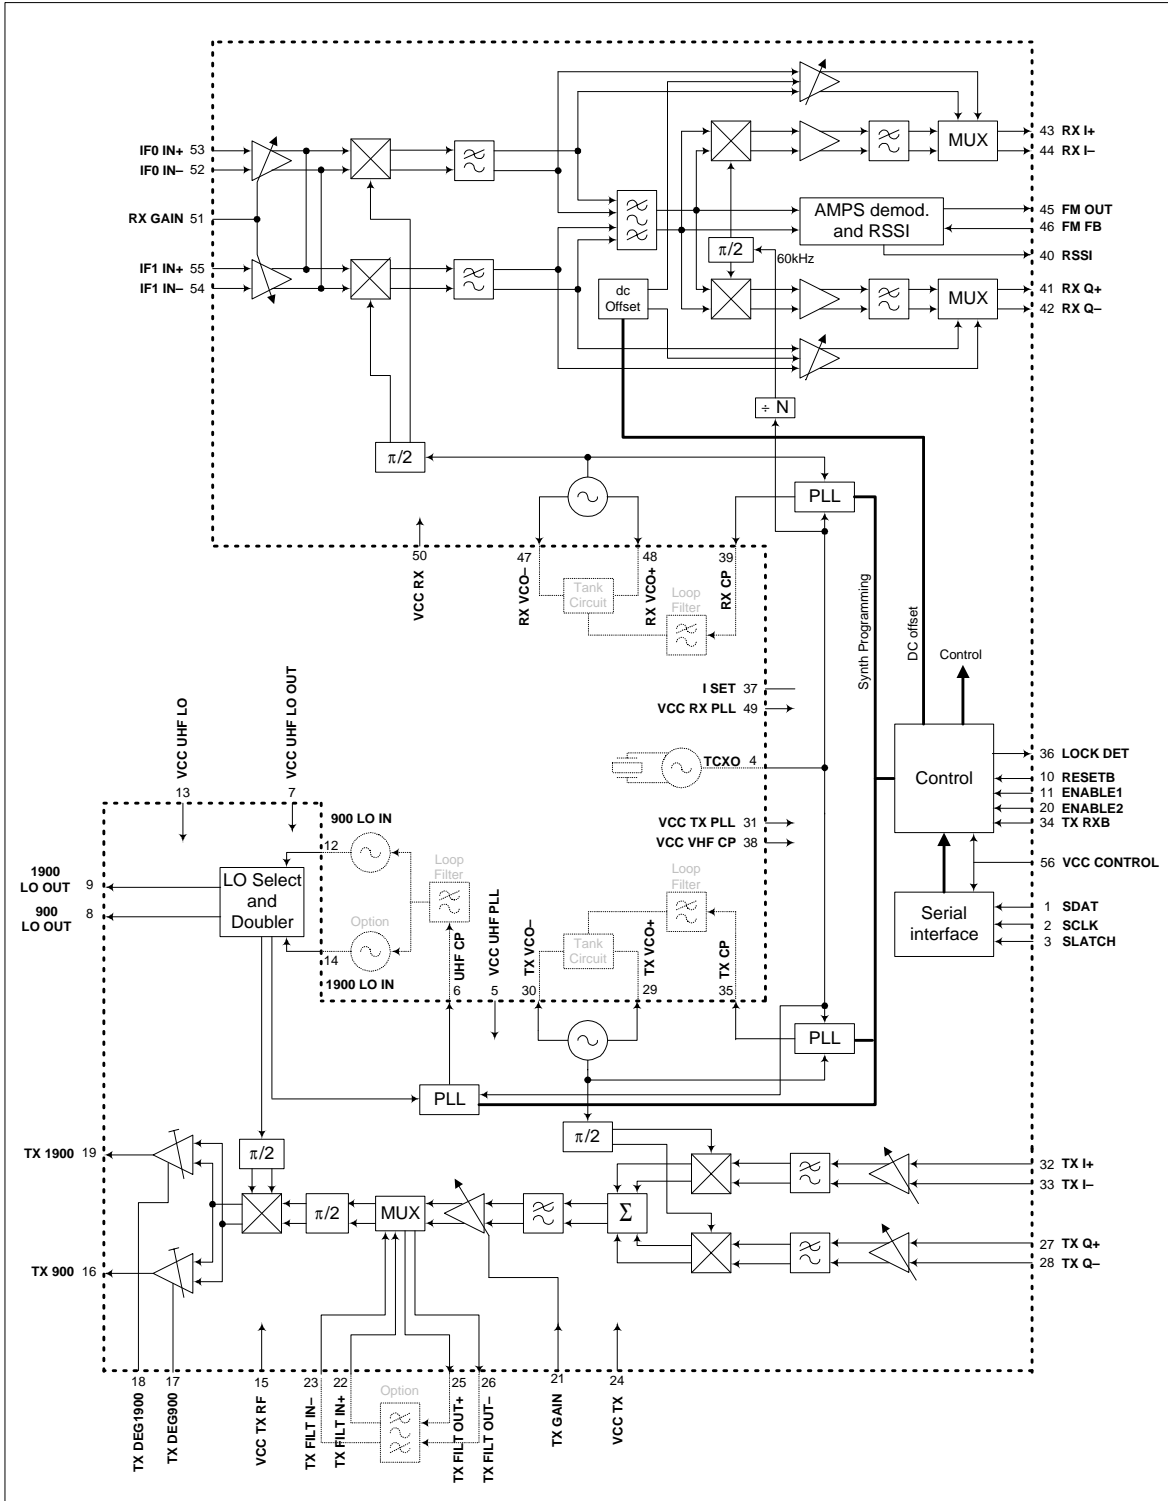 IF0 IN+ 53
IF0 IN– 52
RX GAIN 51
IF1 IN+ 55
IF1 IN– 54
MUX
43 RX I+
44 RX I–
AMPS demod.
and RSSI
45 FM OUT
46 FM FB
40 RSSI
π/2
60kHz
dc
Offset
MUX
41 RX Q+
42 RX Q–
÷ N
π/2
PLL
50
VCC RX
47
RX VCO–
48
RX VCO+
39
RX CP
Tank
Circuit
Loop
Filter
Synth Programming
DC offset
Control
I SET 37
VCC RX PLL 49
TCXO 4
VCC TX PLL 31
VCC VHF CP 38
Control
36 LOCK DET
10 RESETB
11 ENABLE1
20 ENABLE2
34 TX RXB
56 VCC CONTROL
Serial
interface
1 SDAT
2 SCLK
3 SLATCH
VCC UHF LO
13
VCC UHF LO OUT
7
900 LO IN
12
1900
LO OUT 9
900
LO OUT 8
LO Select
and
Doubler
Option
14
1900 LO IN
Loop
Filter
UHF CP
6
VCC UHF PLL
5
TX VCO–
30
Tank
Circuit
TX VCO+
29
Loop
Filter
TX CP
35
PLL
PLL
π/2
TX 1900 19
π/2
π/2
MUX
Σ
32 TX I+
33 TX I–
27 TX Q+
28 TX Q–
TX 900 16
18
TX DEG1900
17
TX DEG900
15
VCC TX RF
23
TX FILT IN–
22
TX FILT IN+
Option
25
TX FILT OUT+
26
TX FILT OUT–
21
TX GAIN
24
VCC TX